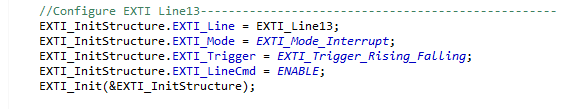 //Configure EXTI Line13---------------------------------------------------
EXTI_InitStructure.EXTI_Line = EXTI_Line13;
EXTI_InitStructure.EXTI_Mode = EXTI_Mode_Interrupt;
EXTI_InitStructure.EXTI_Trigger = EXTI_Trigger_Rising_Falling;
EXTI_InitStructure.EXTI_LineCmd = ENABLE;
EXTI_Init(&EXTI_InitStructure);